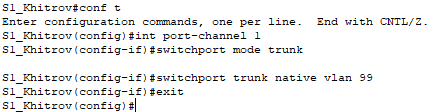 S1_Khitrov#conf t
Enter configuration commands, one per line.  End with CNTL/Z.
S1_Khitrov(config)#int port-channel 1
S1_Khitrov(config-if)#switchport mode trunk

S1_Khitrov(config-if)#switchport trunk native vlan 99
S1_Khitrov(config-if)#exit
S1_Khitrov(config)#